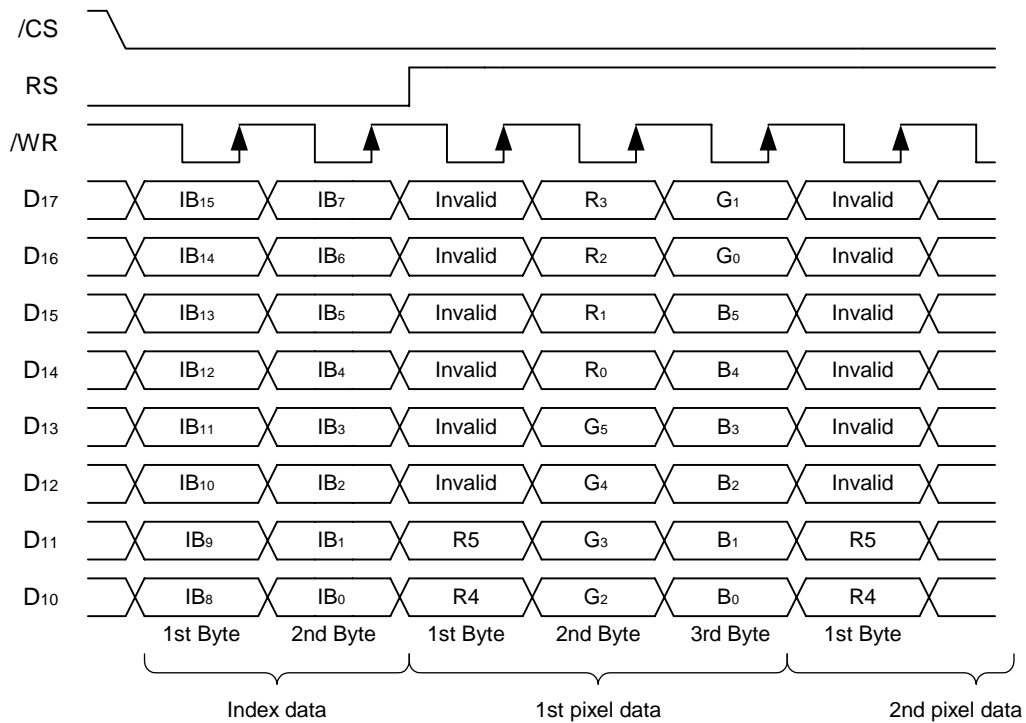 /CS
RS
/WR
D17 IB15 IB7 Invalid R3 G1 Invalid
D16 IB14 IB6 Invalid R2 G0 Invalid
D15 IB13 IB5 Invalid R1 B5 Invalid
D14 IB12 IB4 Invalid R0 B4 Invalid
D13 IB11 IB3 Invalid G5 B3 Invalid
D12 IB10 IB2 Invalid G4 B2 Invalid
D11 IB9 IB1 R5 G3 B1 R5
D10 IB8 IB0 R4 G2 B0 R4
1st Byte 2nd Byte 1st Byte 2nd Byte 3rd Byte 1st Byte
Index data 1st pixel data 2nd pixel data